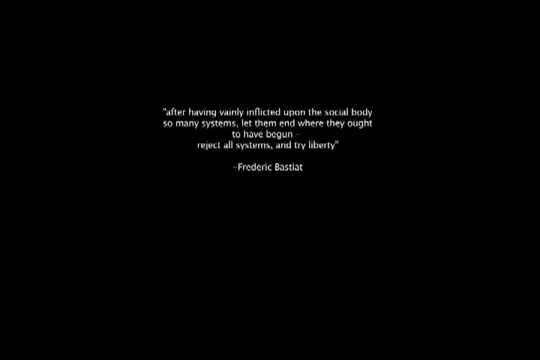 "after having vainly inflicted upon the social body
so many systems, let them end where they ought
to have begun –
reject all systems, and try liberty"
–Frederic Bastiat